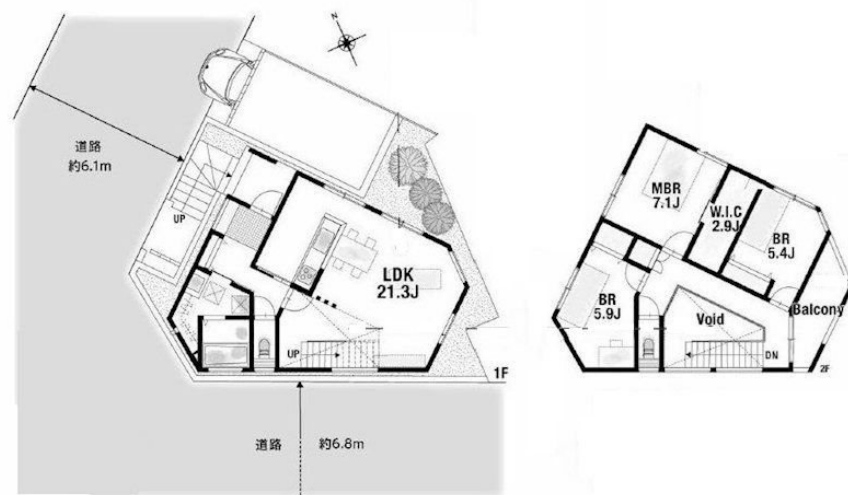 N
道路
約6.1m
UP
LDK
21.3J
UP
1F
道路 約6.8m
MBR
7.1J
W.I.C
2.9J
BR
5.4J
BR
5.9J
Void
Balcony
DN
2F